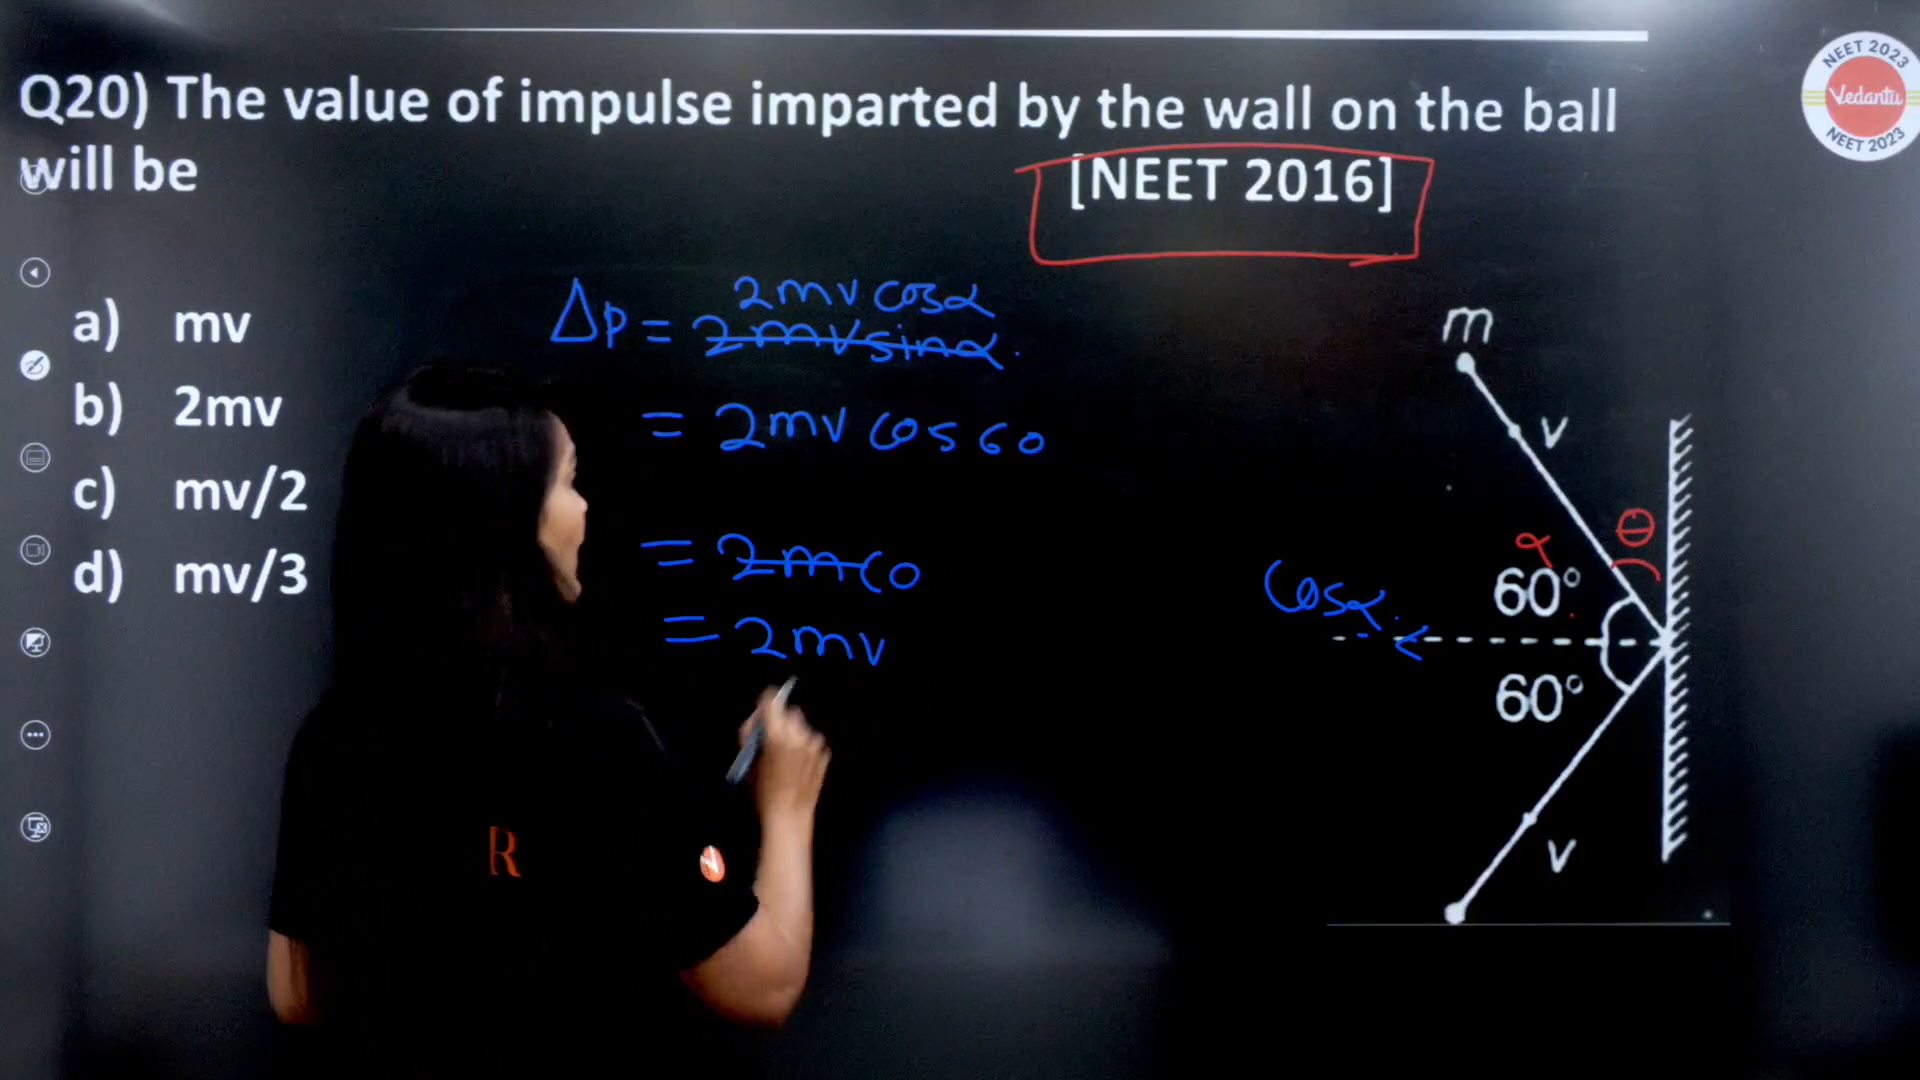 Q20) The value of impulse imparted by the wall on the ball
will be
[NEET 2016]
NEET 2023
Vedantu
NEET 2023
a) mv
b) 2mv
c) mv/2
d) mv/3
2mv cosα
Δp = 2mvsinα.
= 2mv cos 60
= 2m co
= 2mv
m
v
α
θ
60°
cosα
60°
v
R
V